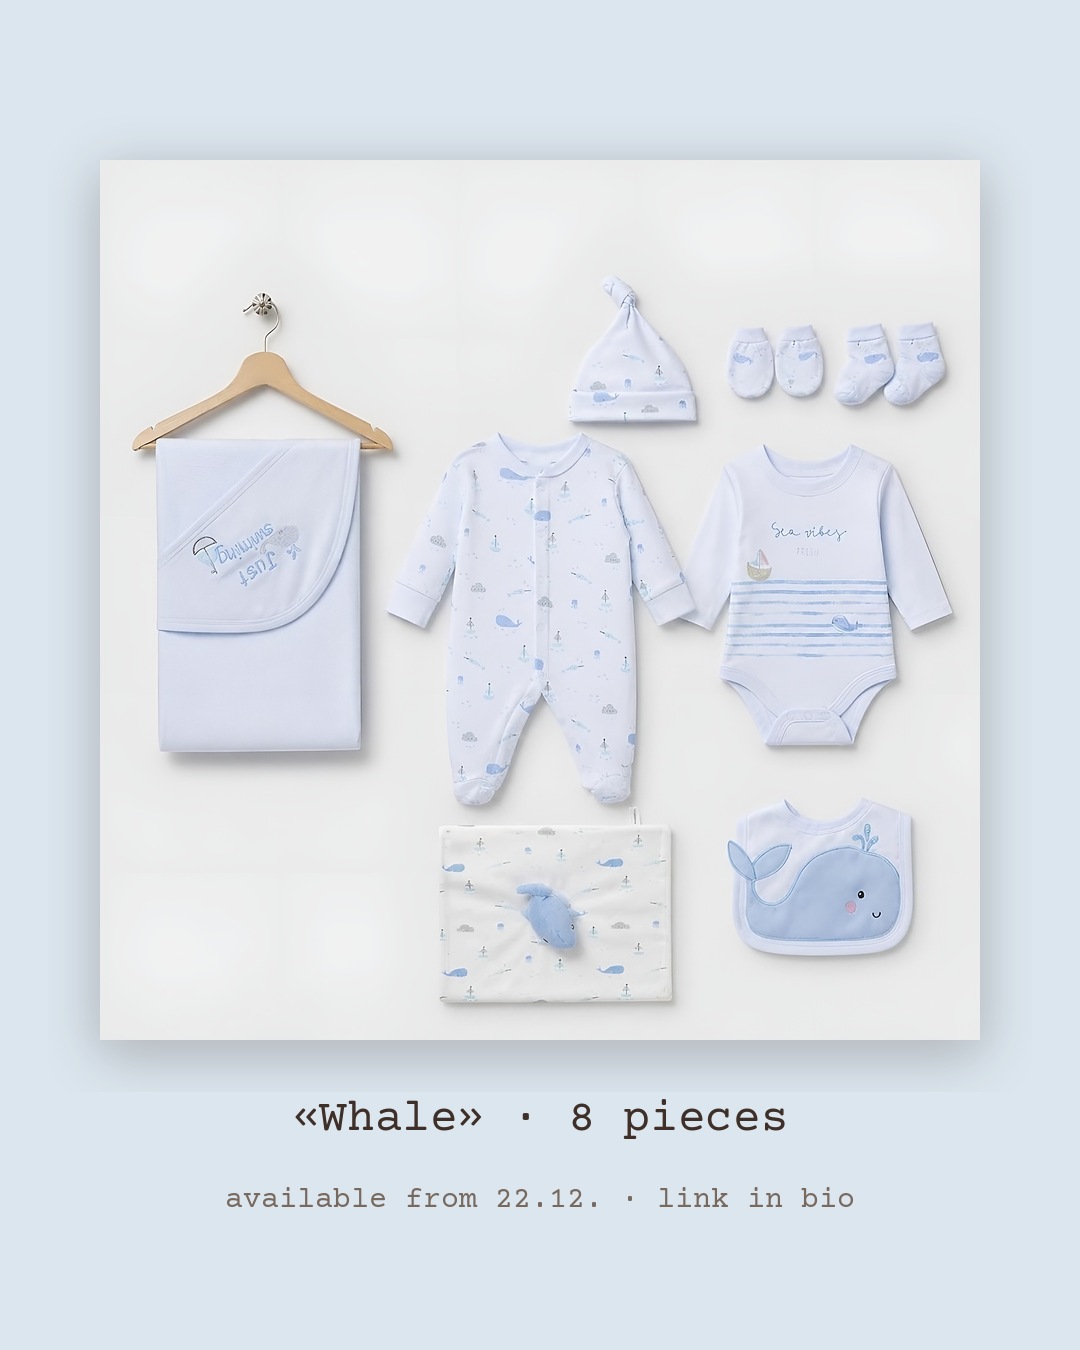 Just
swimming
Sea vibes
«Whale» · 8 pieces
available from 22.12. · link in bio